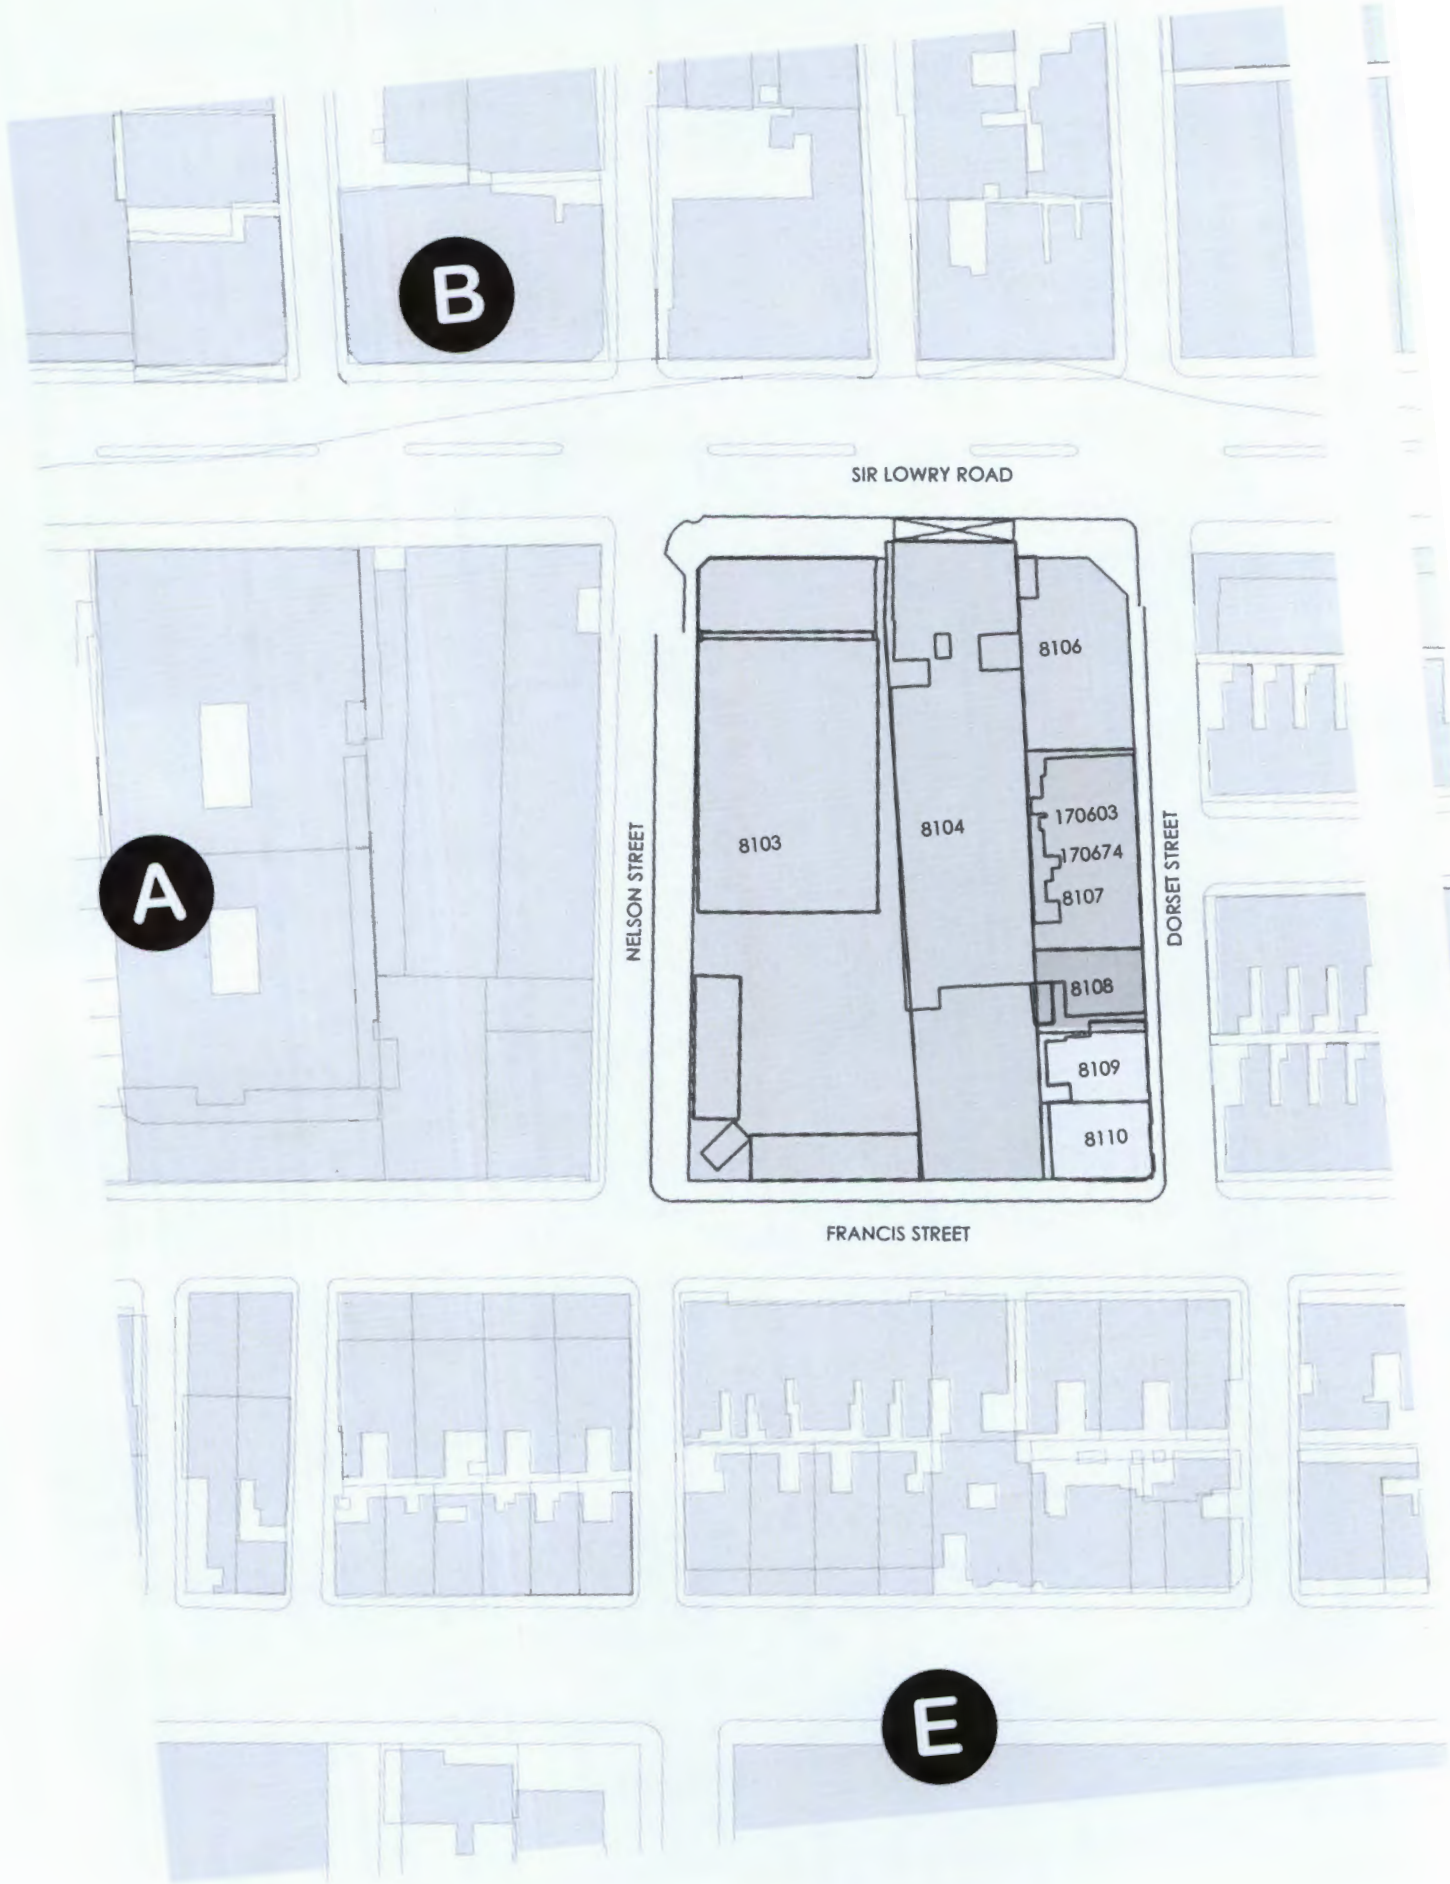 B
SIR LOWRY ROAD
8106
170603
8104
8103
170674
A
NELSON STREET
DORSET STREET
8107
8108
8109
8110
FRANCIS STREET
E